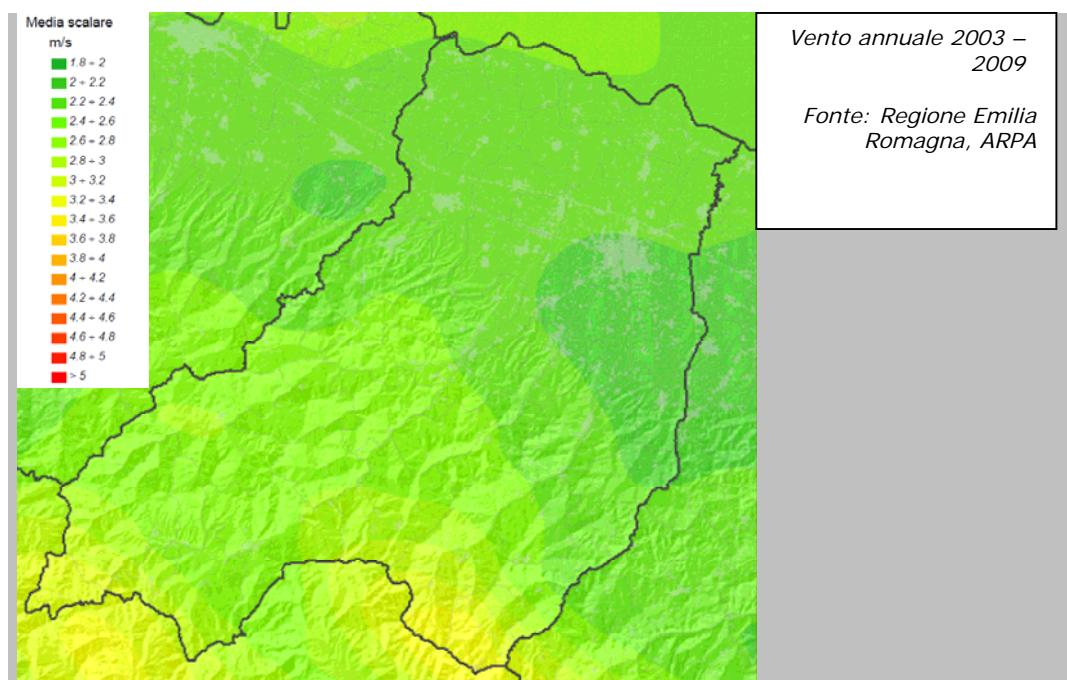 Media scalare
m/s
1.8 ÷ 2
2 ÷ 2.2
2.2 ÷ 2.4
2.4 ÷ 2.6
2.6 ÷ 2.8
2.8 ÷ 3
3 ÷ 3.2
3.2 ÷ 3.4
3.4 ÷ 3.6
3.6 ÷ 3.8
3.8 ÷ 4
4 ÷ 4.2
4.2 ÷ 4.4
4.4 ÷ 4.6
4.6 ÷ 4.8
4.8 ÷ 5
> 5
Vento annuale 2003 –
2009
Fonte: Regione Emilia
Romagna, ARPA